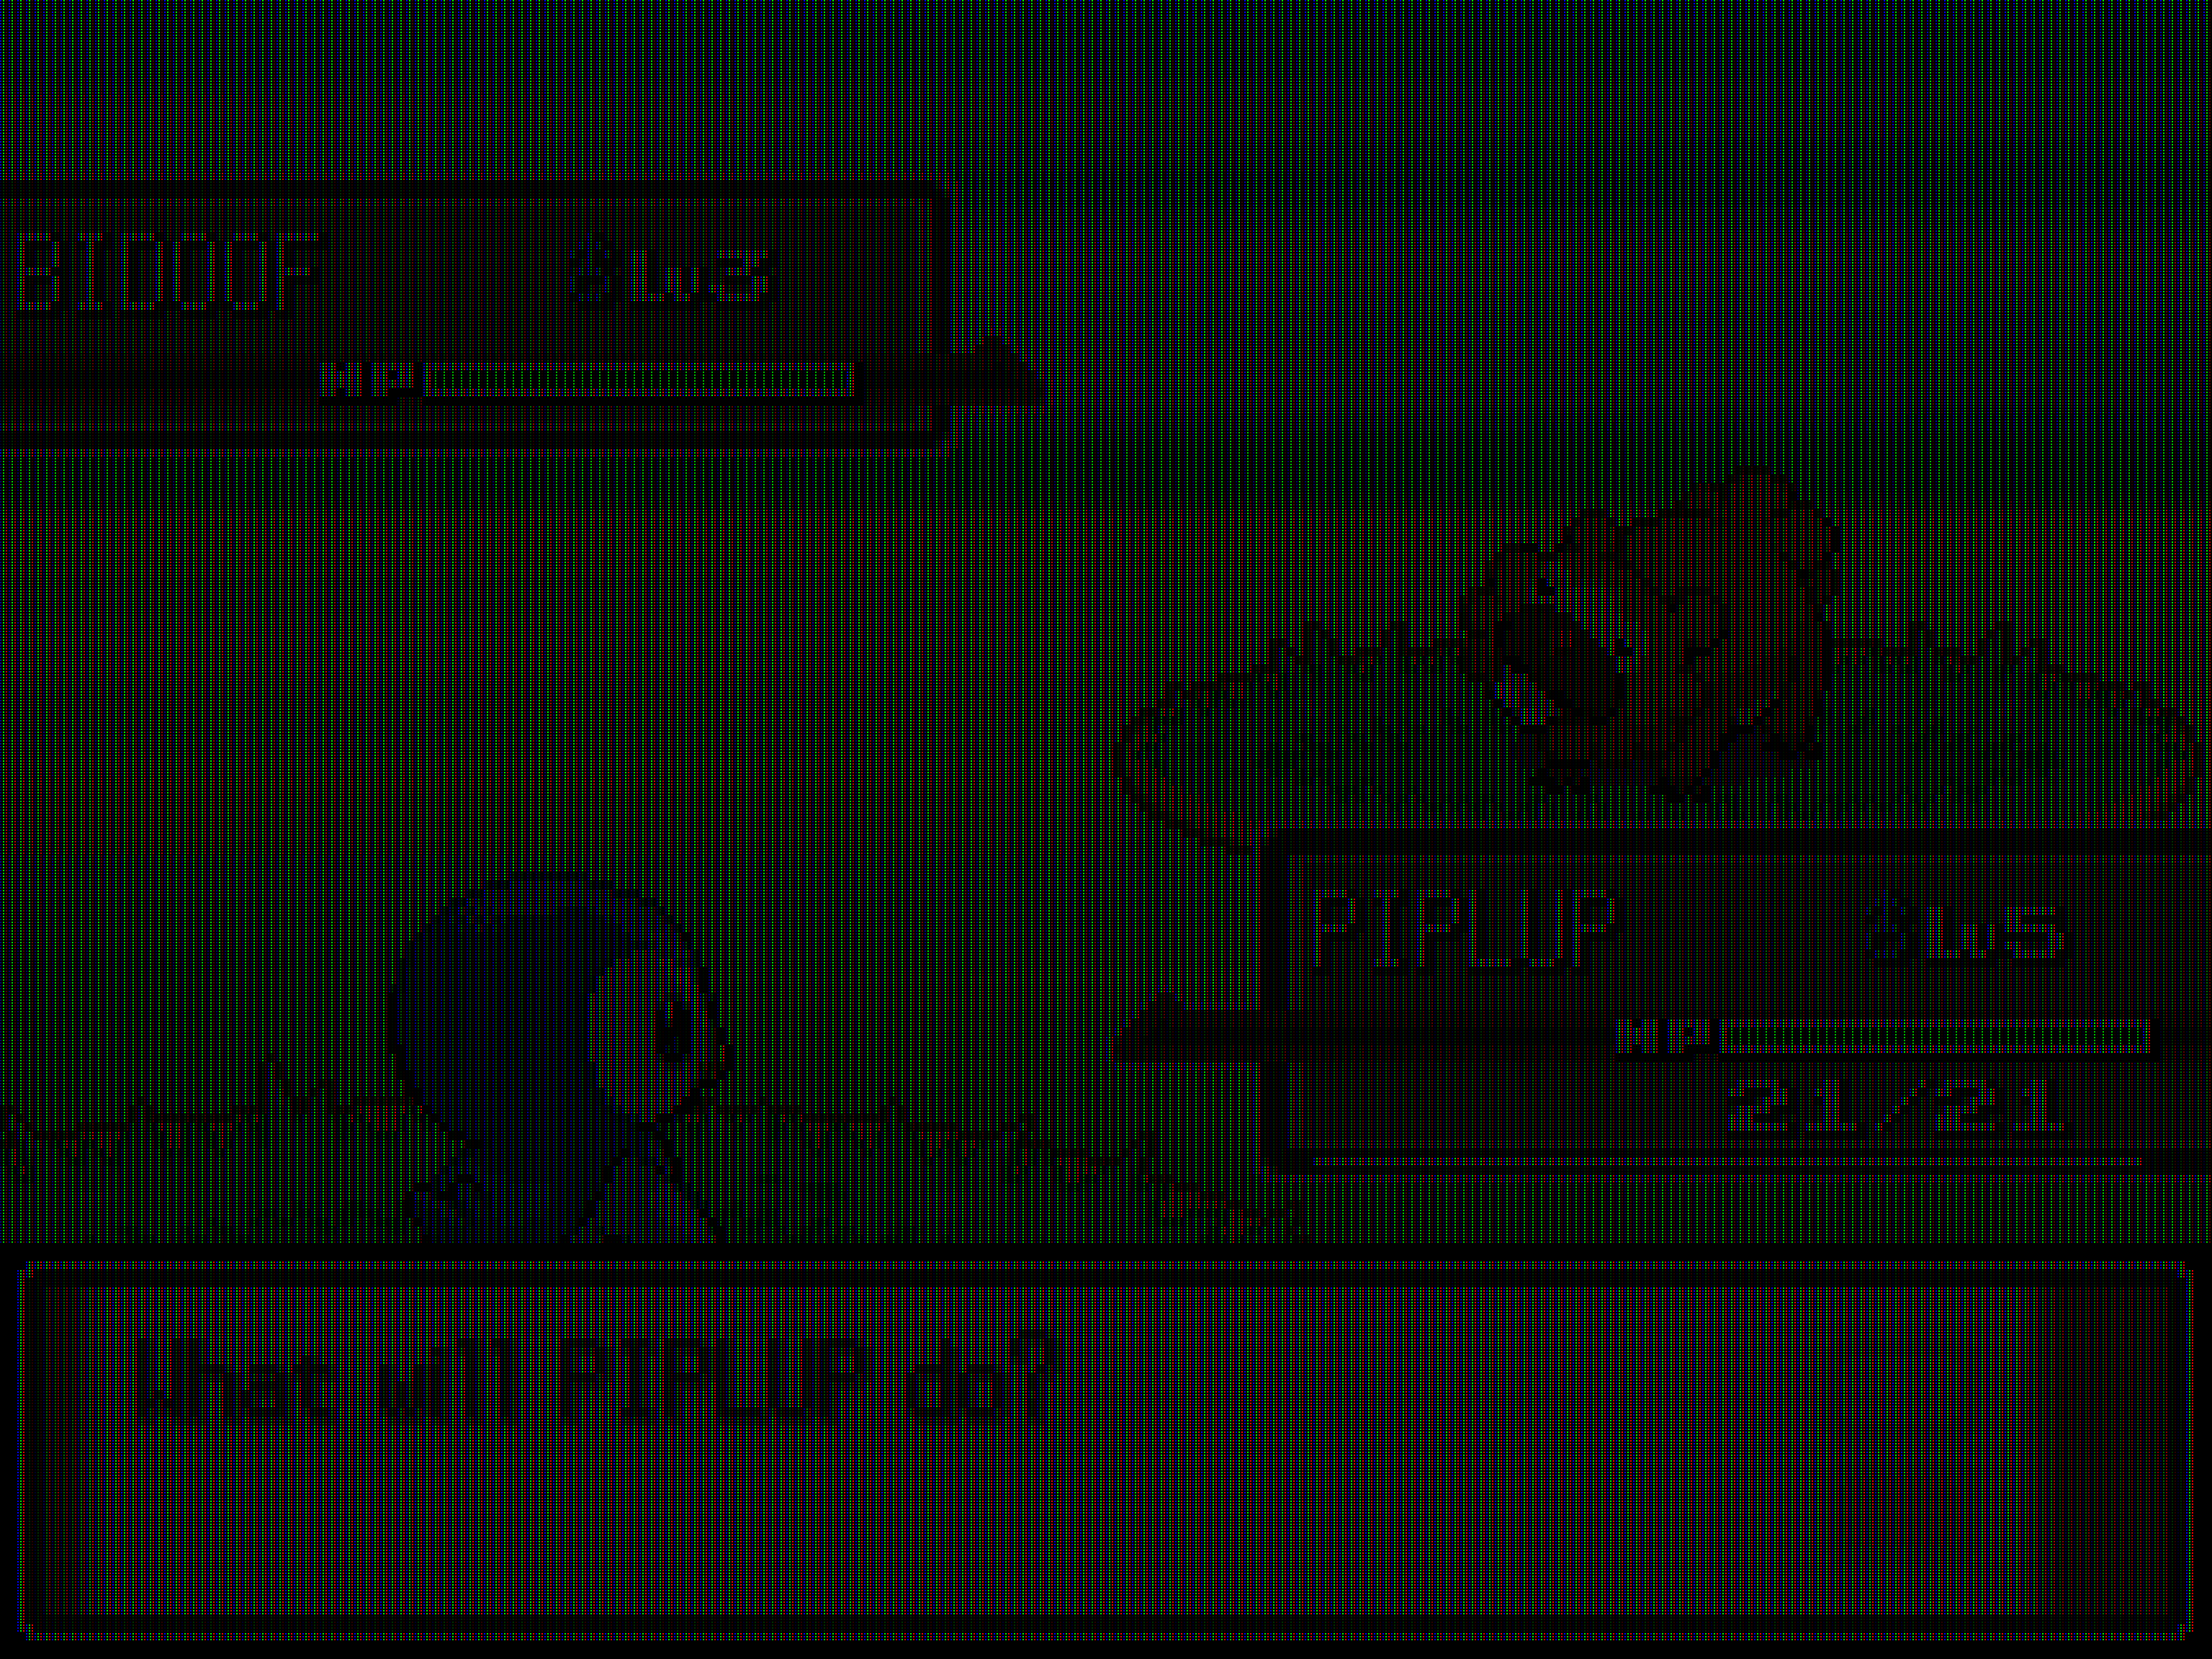 BIDOOF ♂Lv3
HP
PIPLUP ♂Lv5
HP
21/21
What will PIPLUP do?